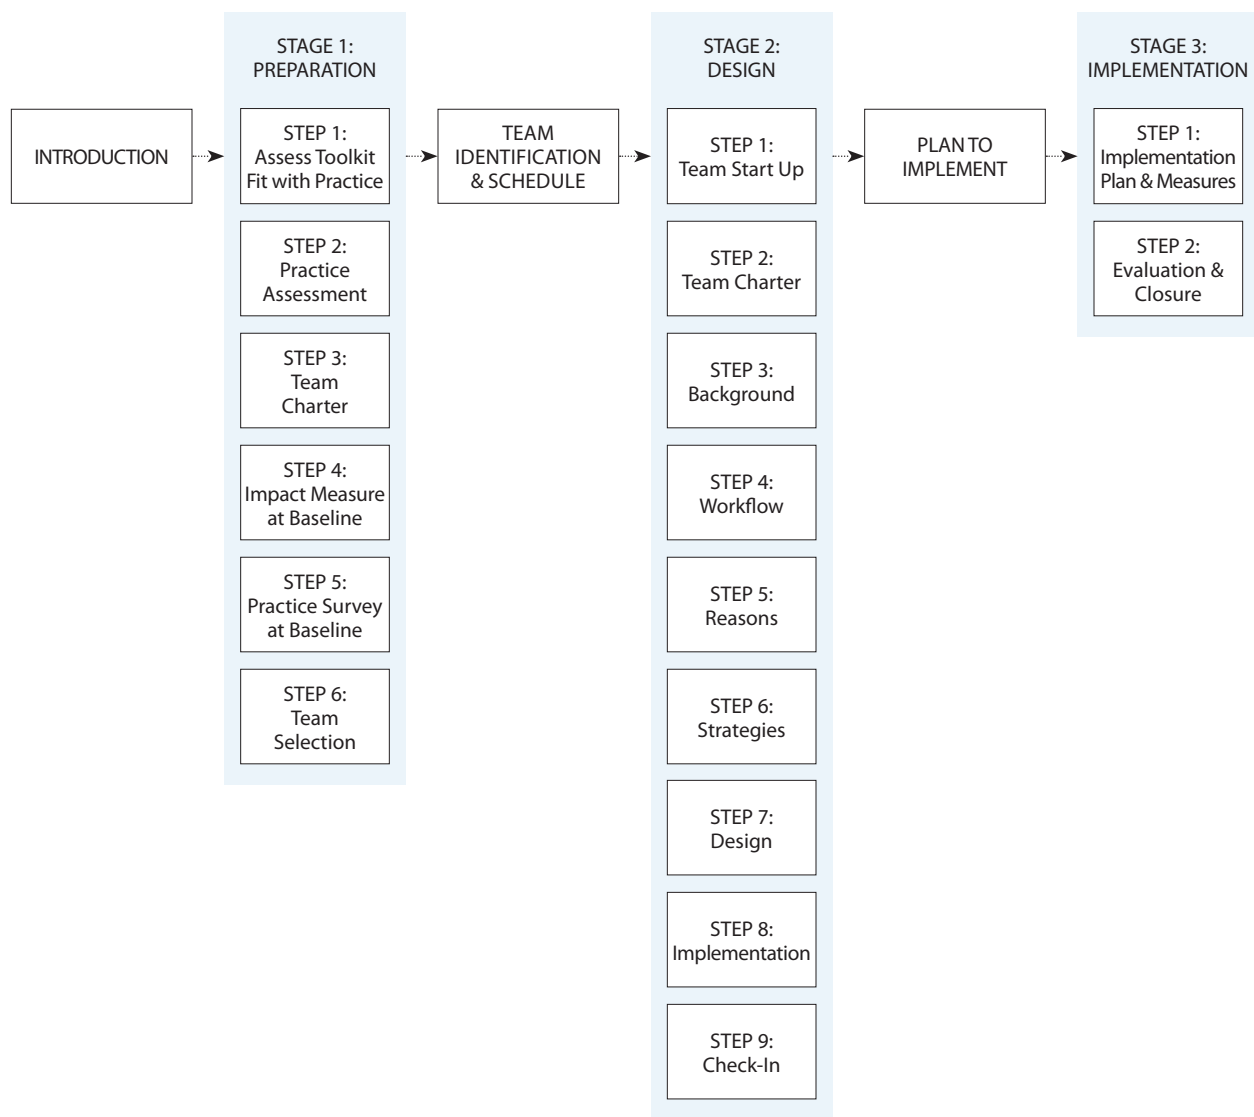 INTRODUCTION
STAGE 1:
PREPARATION
STEP 1:
Assess Toolkit
Fit with Practice
STEP 2:
Practice
Assessment
STEP 3:
Team
Charter
STEP 4:
Impact Measure
at Baseline
STEP 5:
Practice Survey
at Baseline
STEP 6:
Team
Selection
TEAM
IDENTIFICATION
& SCHEDULE
STAGE 2:
DESIGN
STEP 1:
Team Start Up
STEP 2:
Team Charter
STEP 3:
Background
STEP 4:
Workflow
STEP 5:
Reasons
STEP 6:
Strategies
STEP 7:
Design
STEP 8:
Implementation
STEP 9:
Check-In
PLAN TO
IMPLEMENT
STAGE 3:
IMPLEMENTATION
STEP 1:
Implementation
Plan & Measures
STEP 2:
Evaluation &
Closure